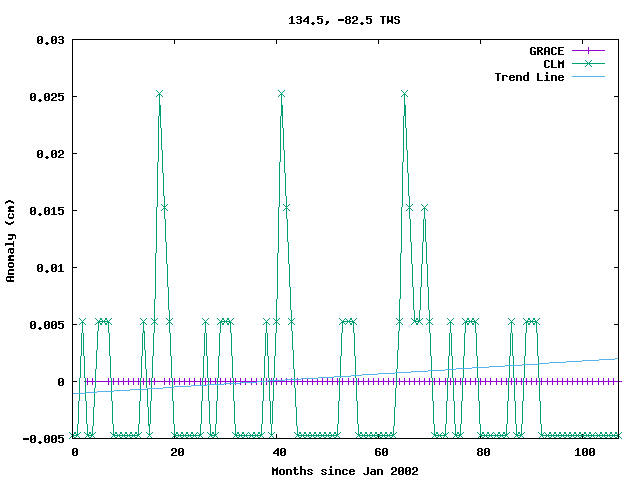 134.5, -82.5 TWS
GRACE
CLM
Trend Line
0.03
0.025
0.02
0.015
0.01
0.005
0
-0.005
Anomaly (cm)
0 20 40 60 80 100
Months since Jan 2002